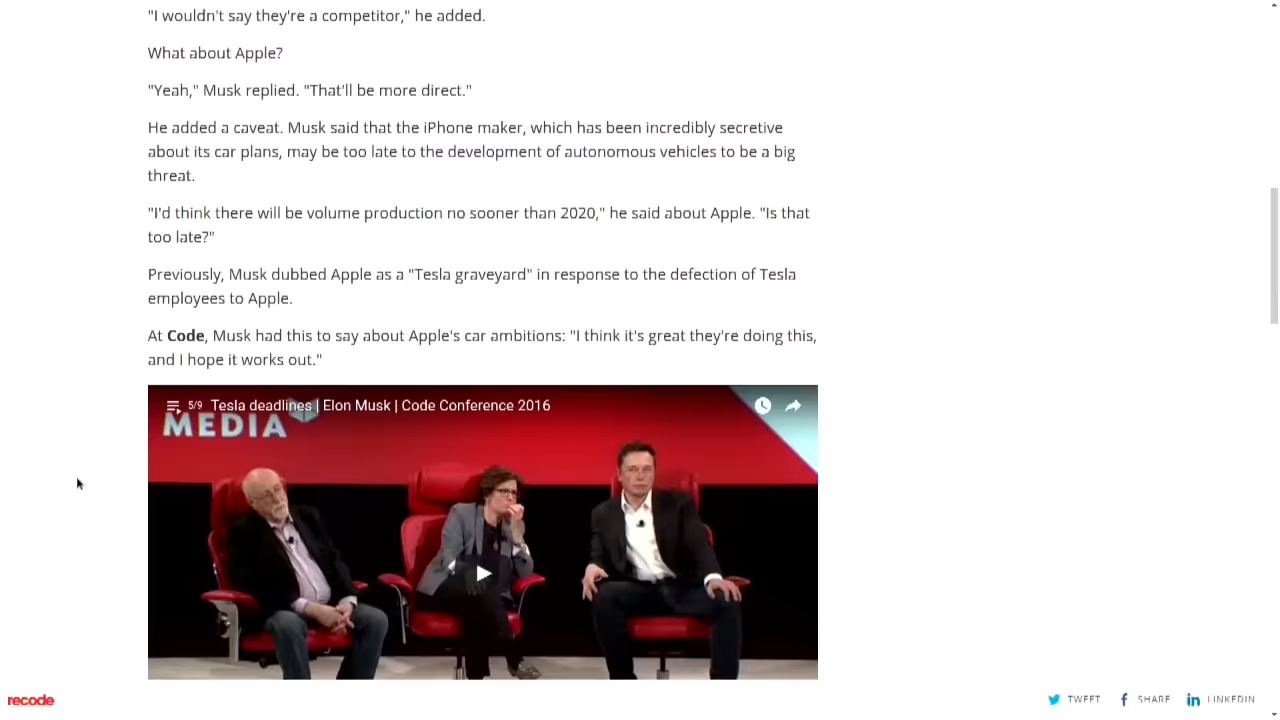 "I wouldn't say they're a competitor," he added.
What about Apple?
"Yeah," Musk replied. "That'll be more direct."
He added a caveat. Musk said that the iPhone maker, which has been incredibly secretive
about its car plans, may be too late to the development of autonomous vehicles to be a big
threat.
"I'd think there will be volume production no sooner than 2020," he said about Apple. "Is that
too late?"
Previously, Musk dubbed Apple as a "Tesla graveyard" in response to the defection of Tesla
employees to Apple.
At Code, Musk had this to say about Apple's car ambitions: "I think it's great they're doing this,
and I hope it works out."
5/9 Tesla deadlines | Elon Musk | Code Conference 2016
MEDIA
recode
TWEET SHARE LINKEDIN